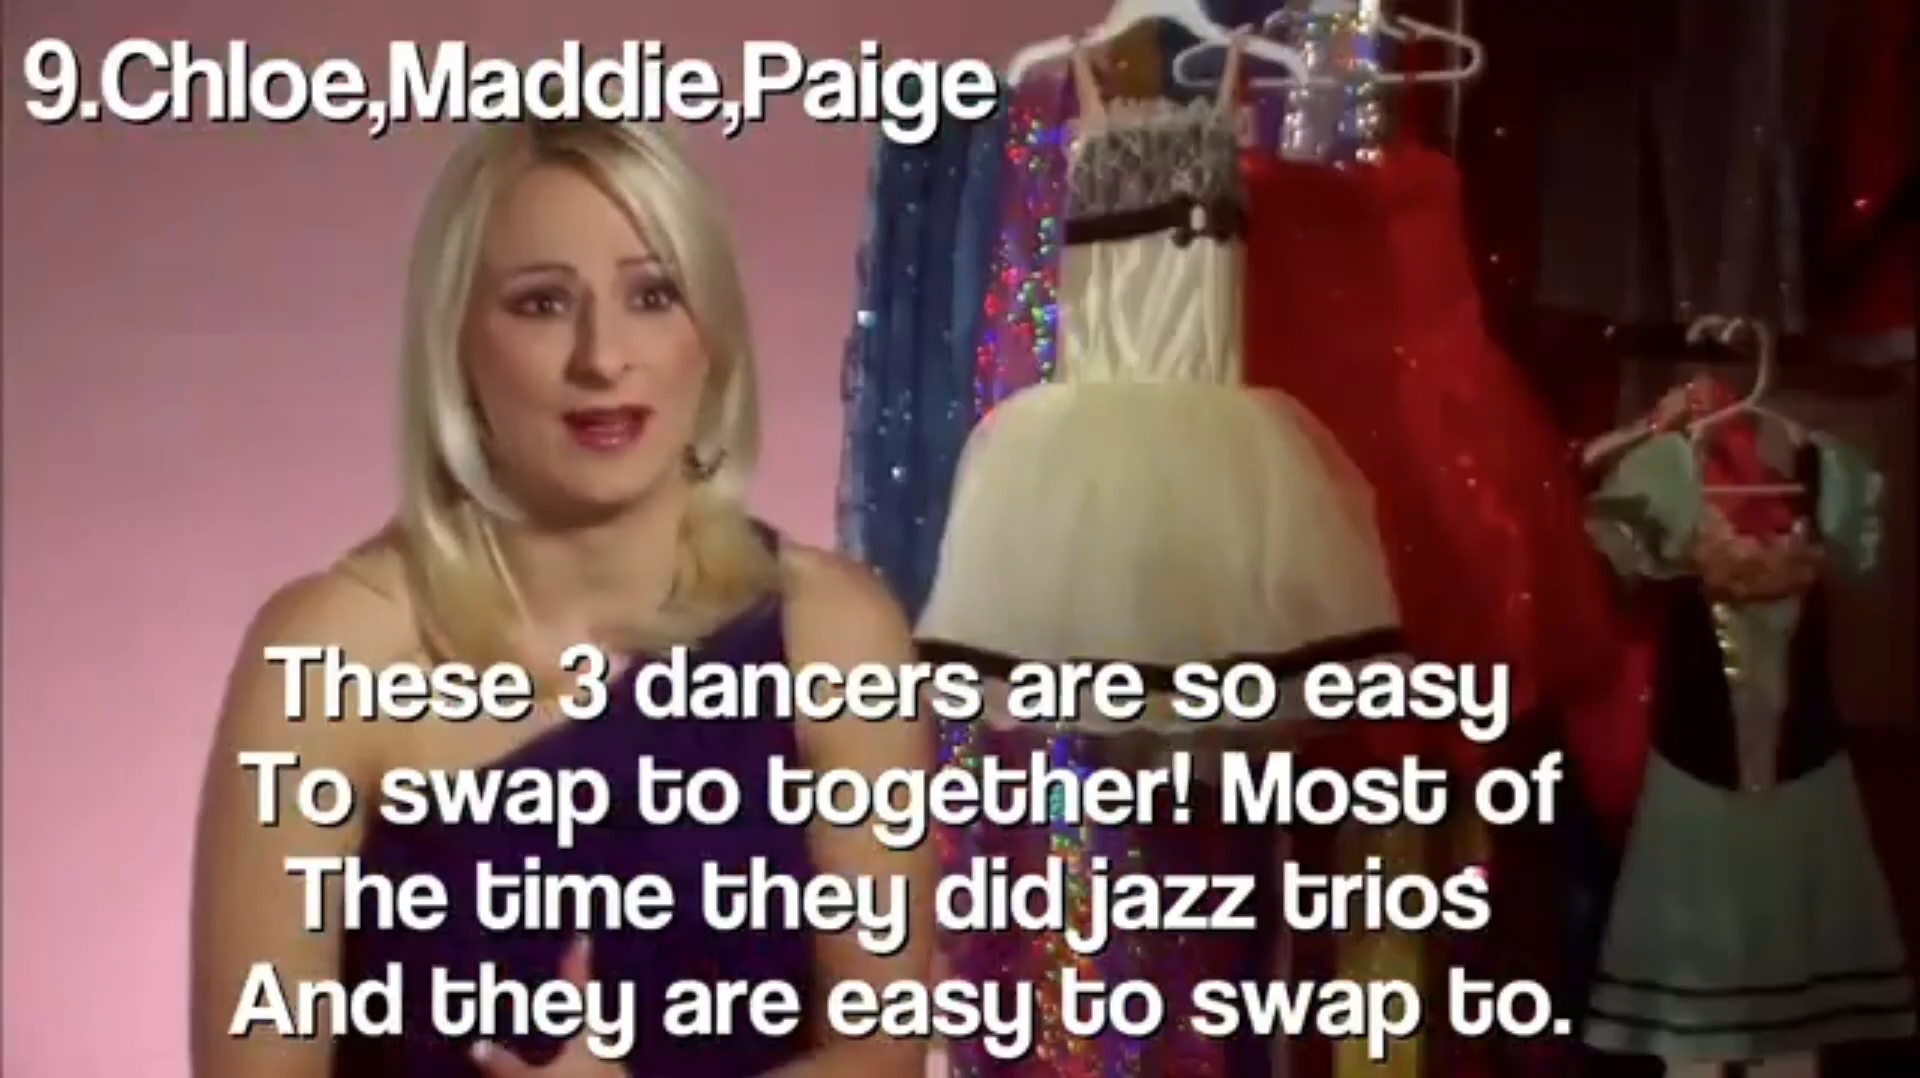 9.Chloe,Maddie,Paige
These 3 dancers are so easy
To swap to together! Most of
The time they did jazz trios
And they are easy to swap to.